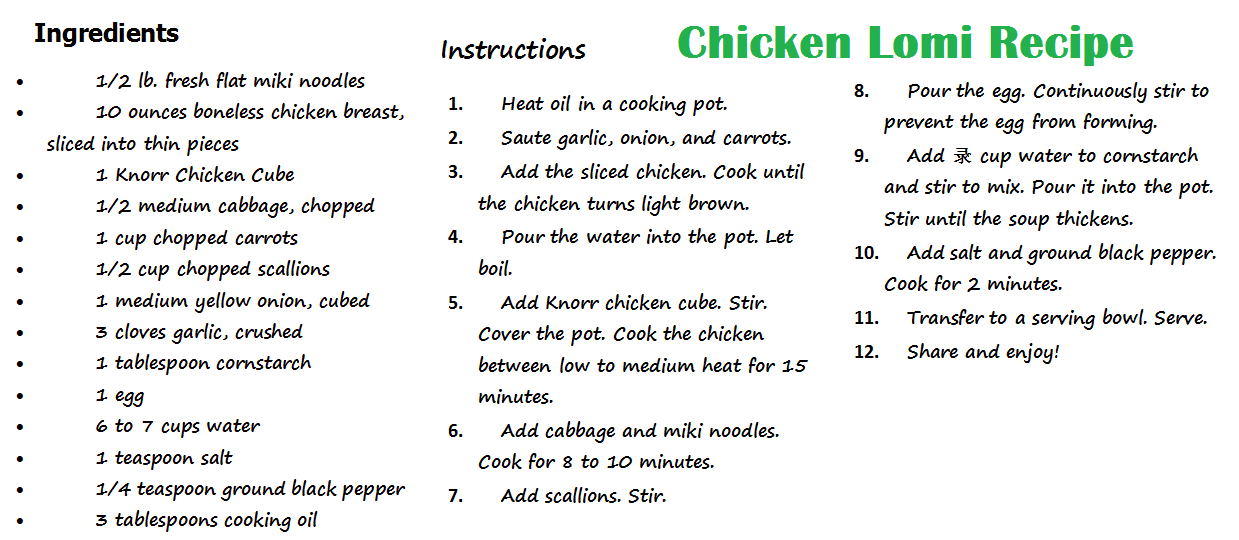 Chicken Lomi Recipe
Ingredients
• 1/2 lb. fresh flat miki noodles
• 10 ounces boneless chicken breast,
sliced into thin pieces
• 1 Knorr Chicken Cube
• 1/2 medium cabbage, chopped
• 1 cup chopped carrots
• 1/2 cup chopped scallions
• 1 medium yellow onion, cubed
• 3 cloves garlic, crushed
• 1 tablespoon cornstarch
• 1 egg
• 6 to 7 cups water
• 1 teaspoon salt
• 1/4 teaspoon ground black pepper
• 3 tablespoons cooking oil
Instructions
1. Heat oil in a cooking pot.
2. Saute garlic, onion, and carrots.
3. Add the sliced chicken. Cook until
the chicken turns light brown.
4. Pour the water into the pot. Let
boil.
5. Add Knorr chicken cube. Stir.
Cover the pot. Cook the chicken
between low to medium heat for 15
minutes.
6. Add cabbage and miki noodles.
Cook for 8 to 10 minutes.
7. Add scallions. Stir.
8. Pour the egg. Continuously stir to
prevent the egg from forming.
9. Add 录 cup water to cornstarch
and stir to mix. Pour it into the pot.
Stir until the soup thickens.
10. Add salt and ground black pepper.
Cook for 2 minutes.
11. Transfer to a serving bowl. Serve.
12. Share and enjoy!